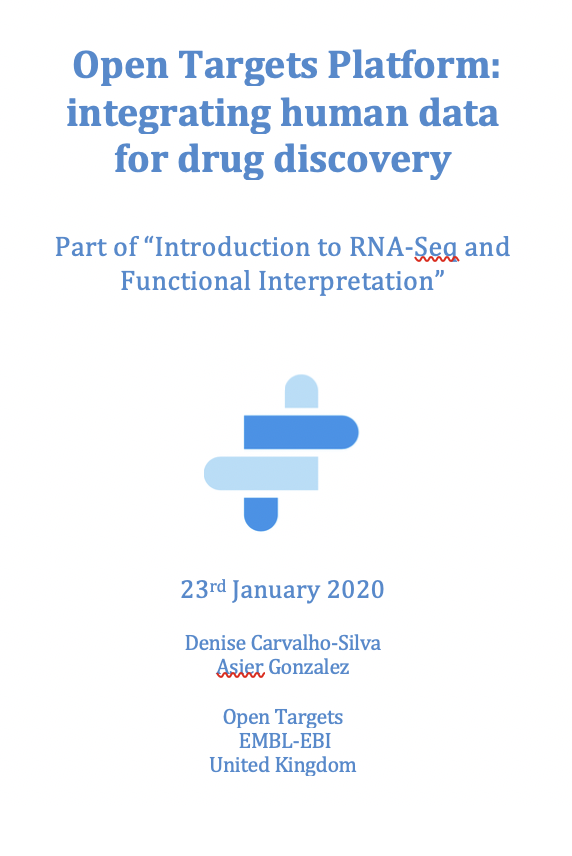 Open Targets Platform:
integrating human data
for drug discovery
Part of “Introduction to RNA-Seq and
Functional Interpretation”
23rd January 2020
Denise Carvalho-Silva
Asier Gonzalez
Open Targets
EMBL-EBI
United Kingdom